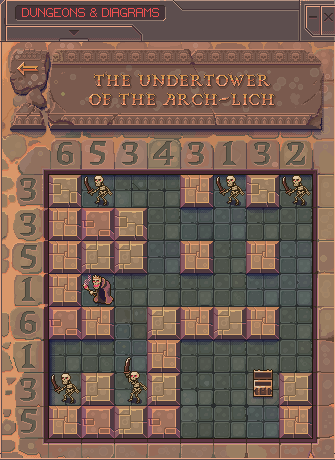 DUNGEONS & DIAGRAMS
THE UNDERTOWER
OF THE ARCH-LICH
6 5 3 4 3 1 3 2
3
3
5
1
6
1
3
5